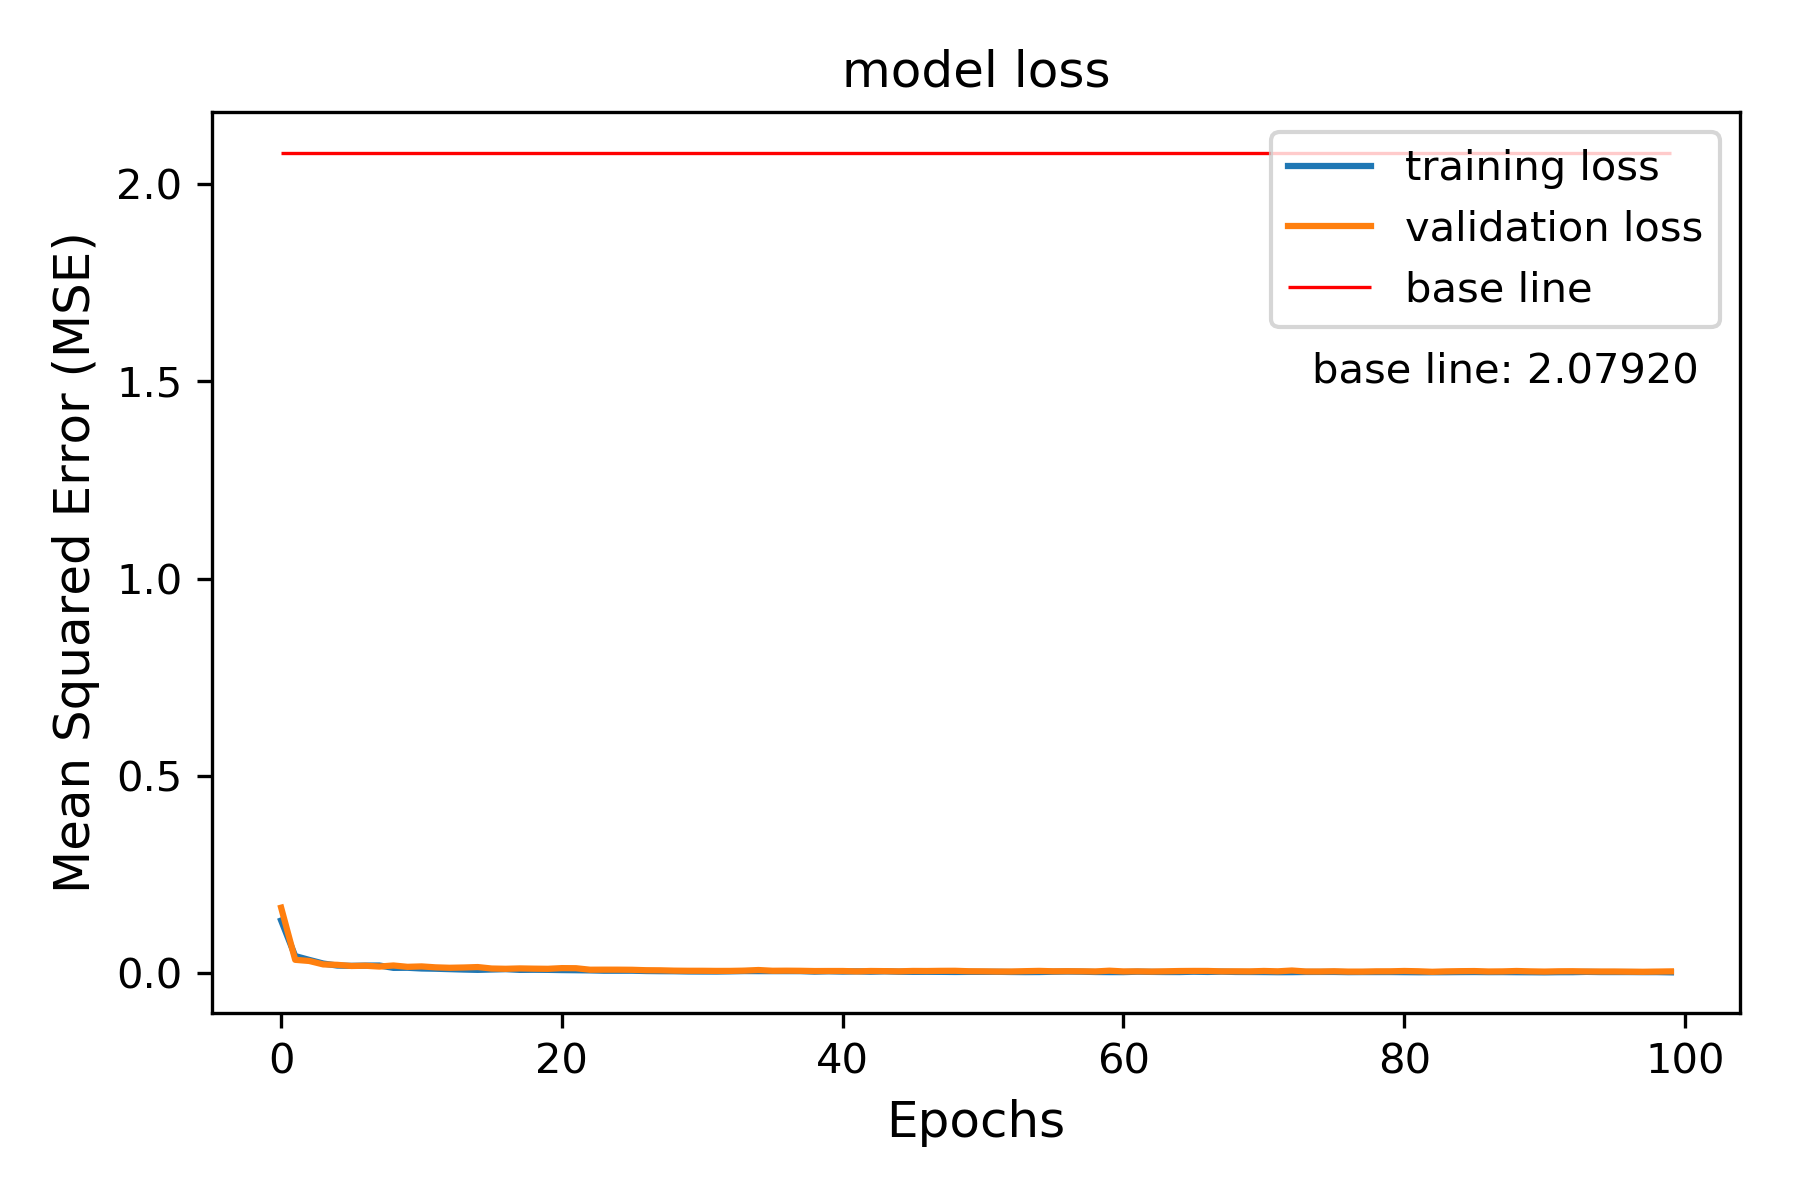 model loss
Mean Squared Error (MSE)
2.0
1.5
1.0
0.5
0.0
training loss
validation loss
base line
base line: 2.07920
0 20 40 60 80 100
Epochs